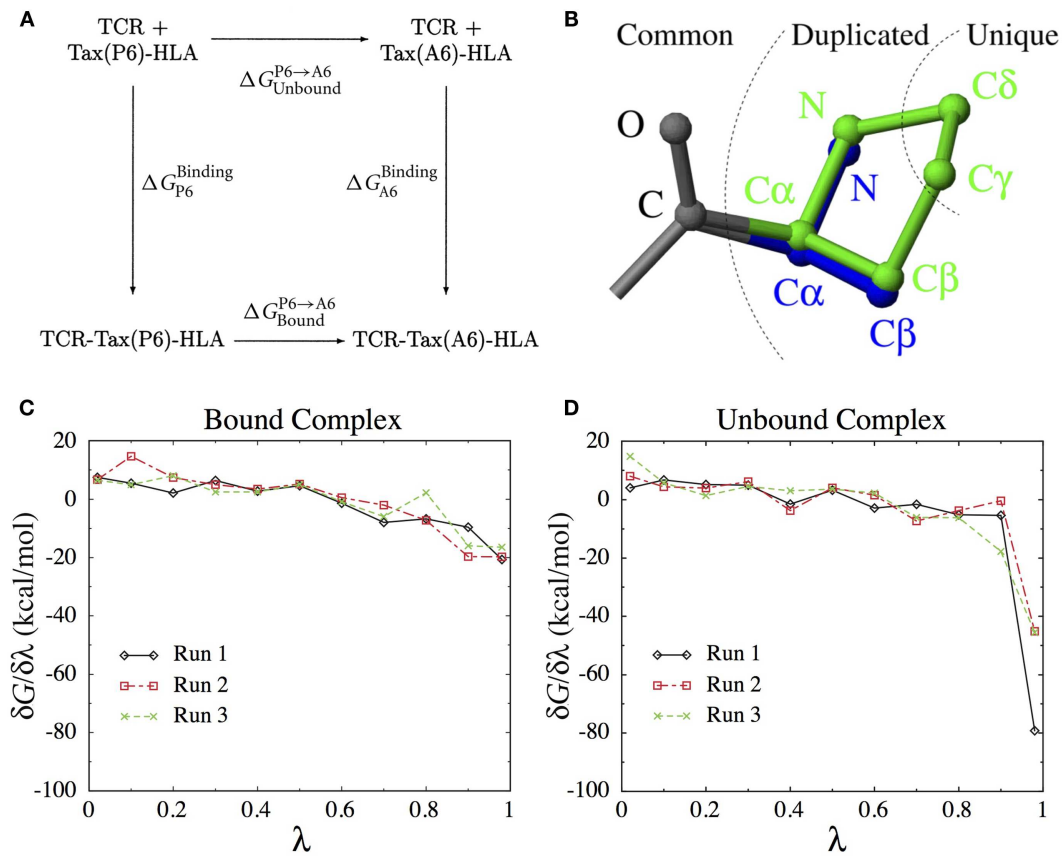 A
TCR + TCR +
Tax(P6)-HLA Tax(A6)-HLA
ΔG^{P6→A6}_{Unbound}
ΔG^{Binding}_{P6} ΔG^{Binding}_{A6}
ΔG^{P6→A6}_{Bound}
TCR-Tax(P6)-HLA TCR-Tax(A6)-HLA
B
Common Duplicated Unique
O
N
Cδ
C
Cα
N
Cγ
Cα
Cβ
Cβ
C
Bound Complex
δG/δλ (kcal/mol)
20
0
-20
-40
-60
-80
-100
Run 1
Run 2
Run 3
0 0.2 0.4 0.6 0.8 1
λ
D
Unbound Complex
δG/δλ (kcal/mol)
20
0
-20
-40
-60
-80
-100
Run 1
Run 2
Run 3
0 0.2 0.4 0.6 0.8 1
λ